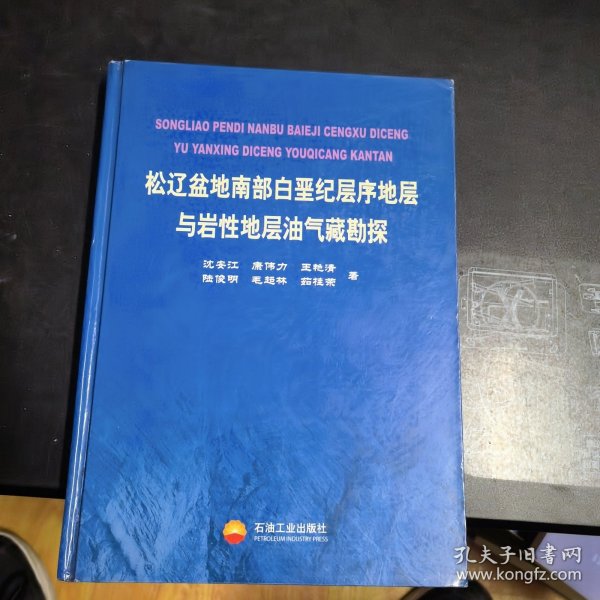 SONGLIAO PENDI NANBU BAIEJI CENGXU DICENG
YU YANXING DICENG YOUQICANG KANTAN
松辽盆地南部白垩纪层序地层
与岩性地层油气藏勘探
沈安江 康伟力 王艳清
陆俊明 毛超林 茹桂荣 著
石油工业出版社
PETROLEUM INDUSTRY PRESS
孔夫子旧书网
www.kongfz.com